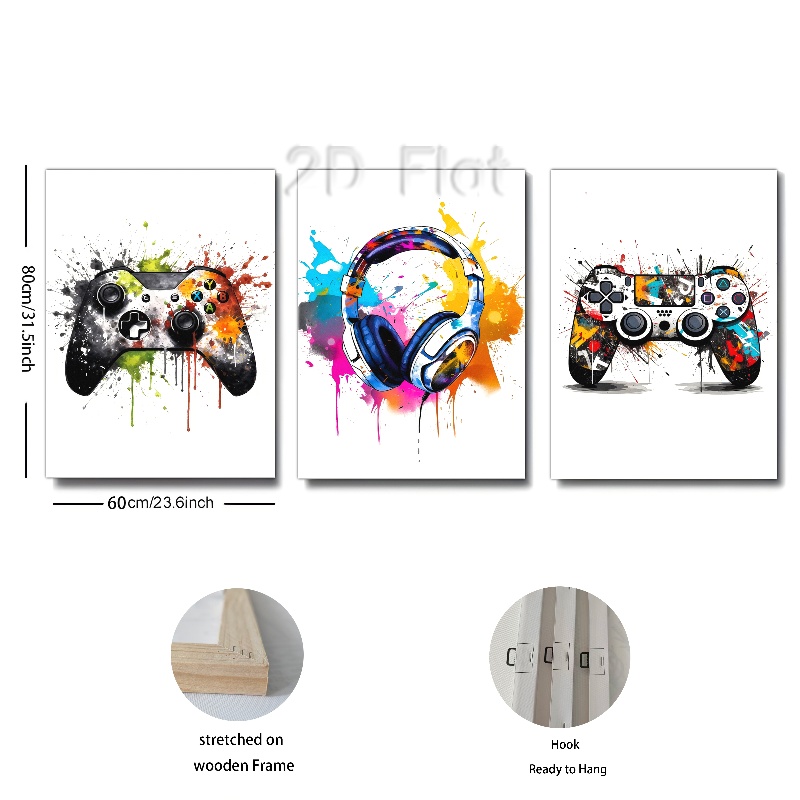 2D Flat
80cm/31.5inch
60cm/23.6inch
stretched on
wooden Frame
Hook
Ready to Hang